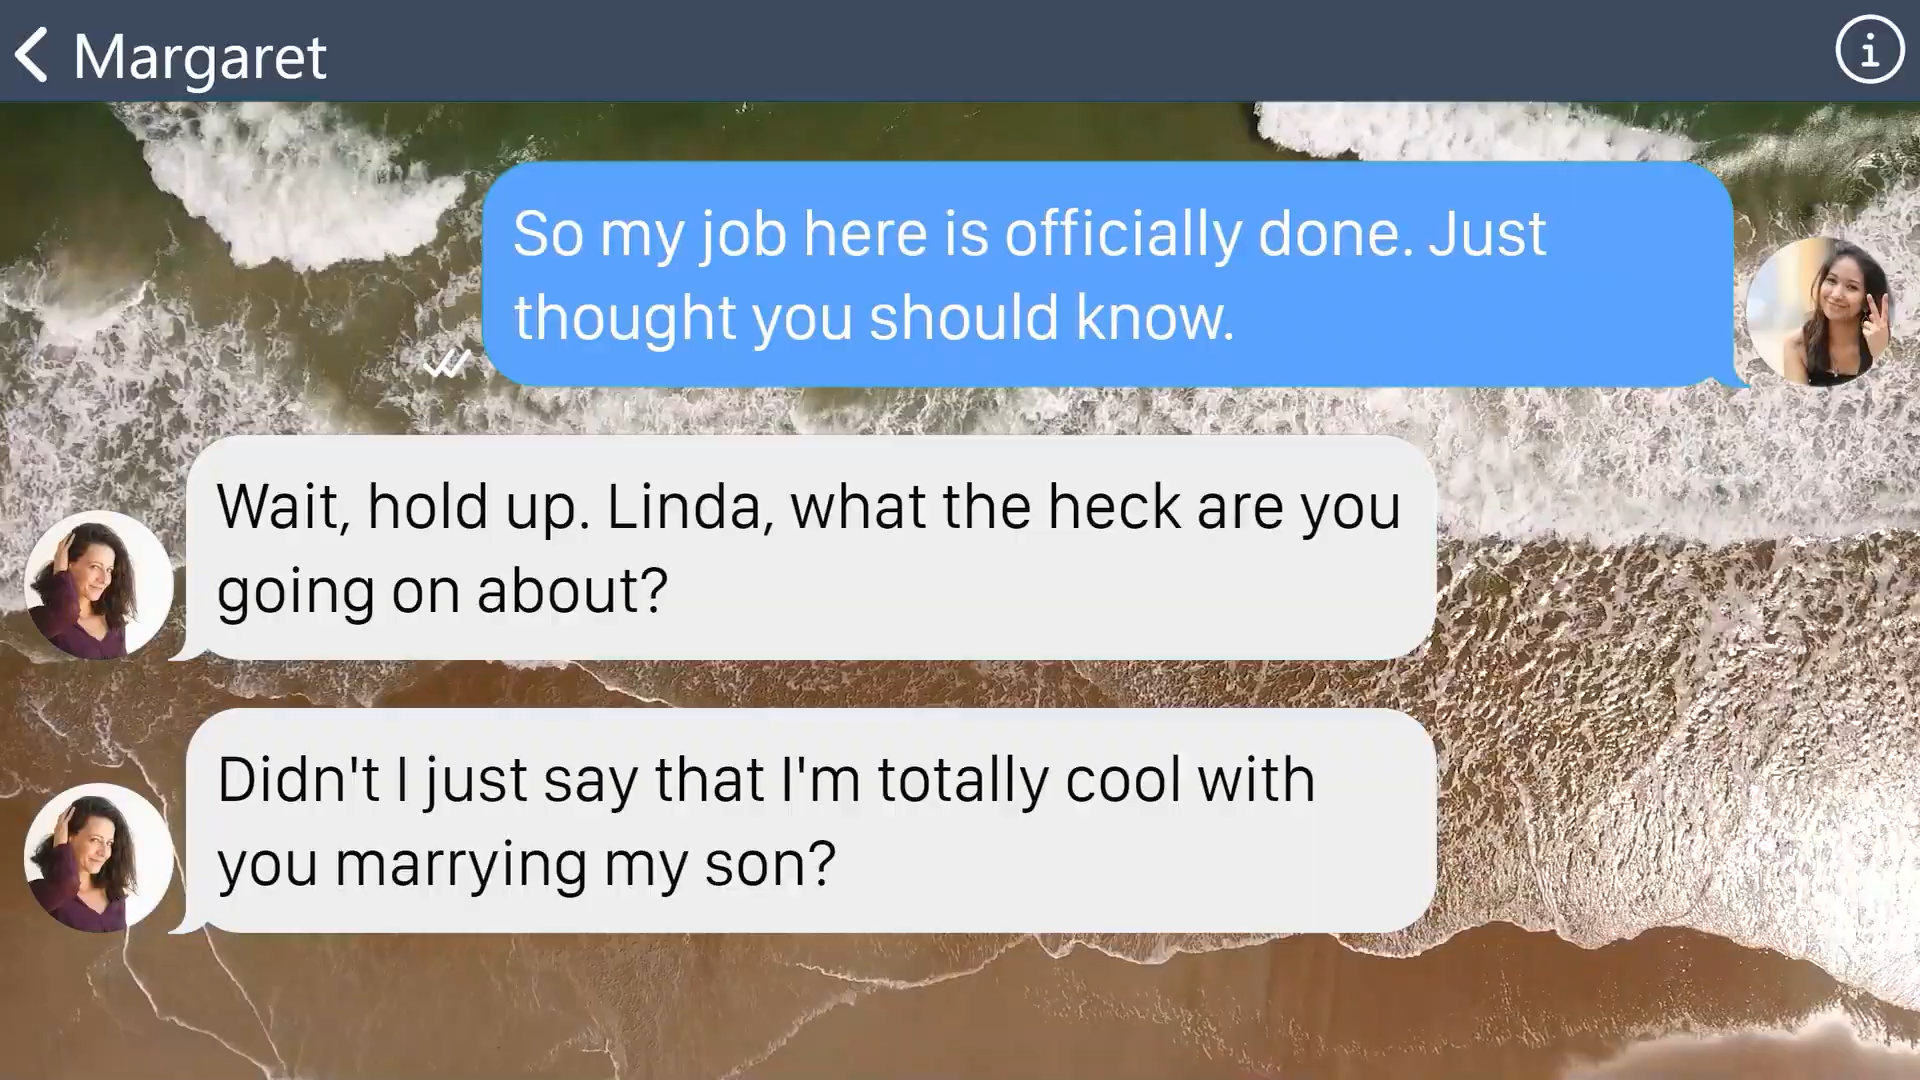 Margaret
So my job here is officially done. Just
thought you should know.
Wait, hold up. Linda, what the heck are you
going on about?
Didn't I just say that I'm totally cool with
you marrying my son?